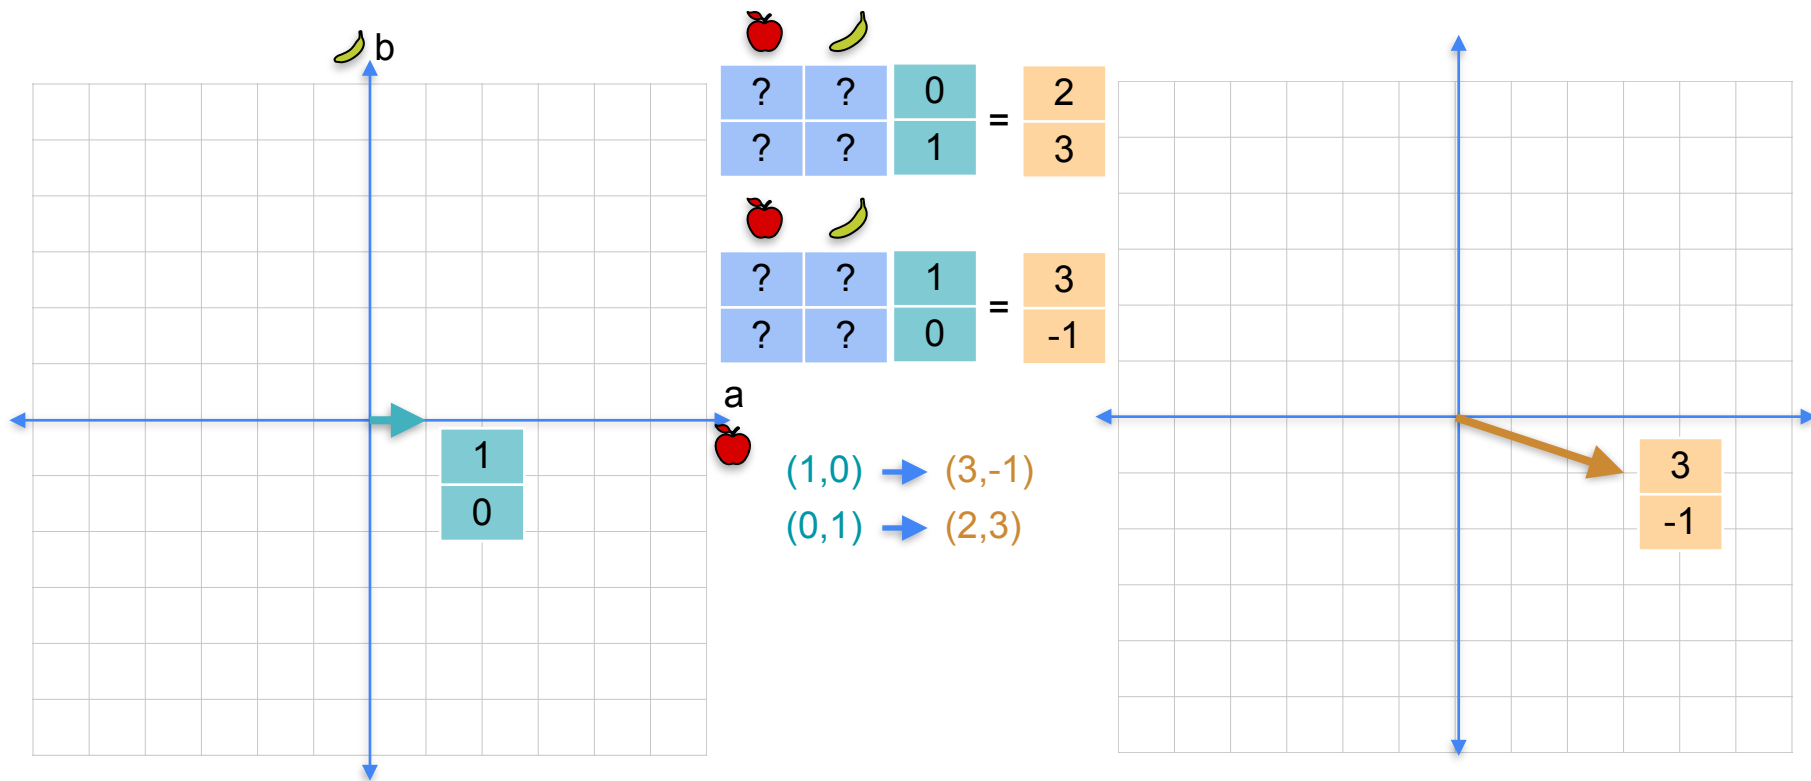 b
? ? 0 = 2
? ? 1 3
? ? 1 = 3
? ? 0 -1
a
1
0
(1,0) (3,-1)
(0,1) (2,3)
3
-1